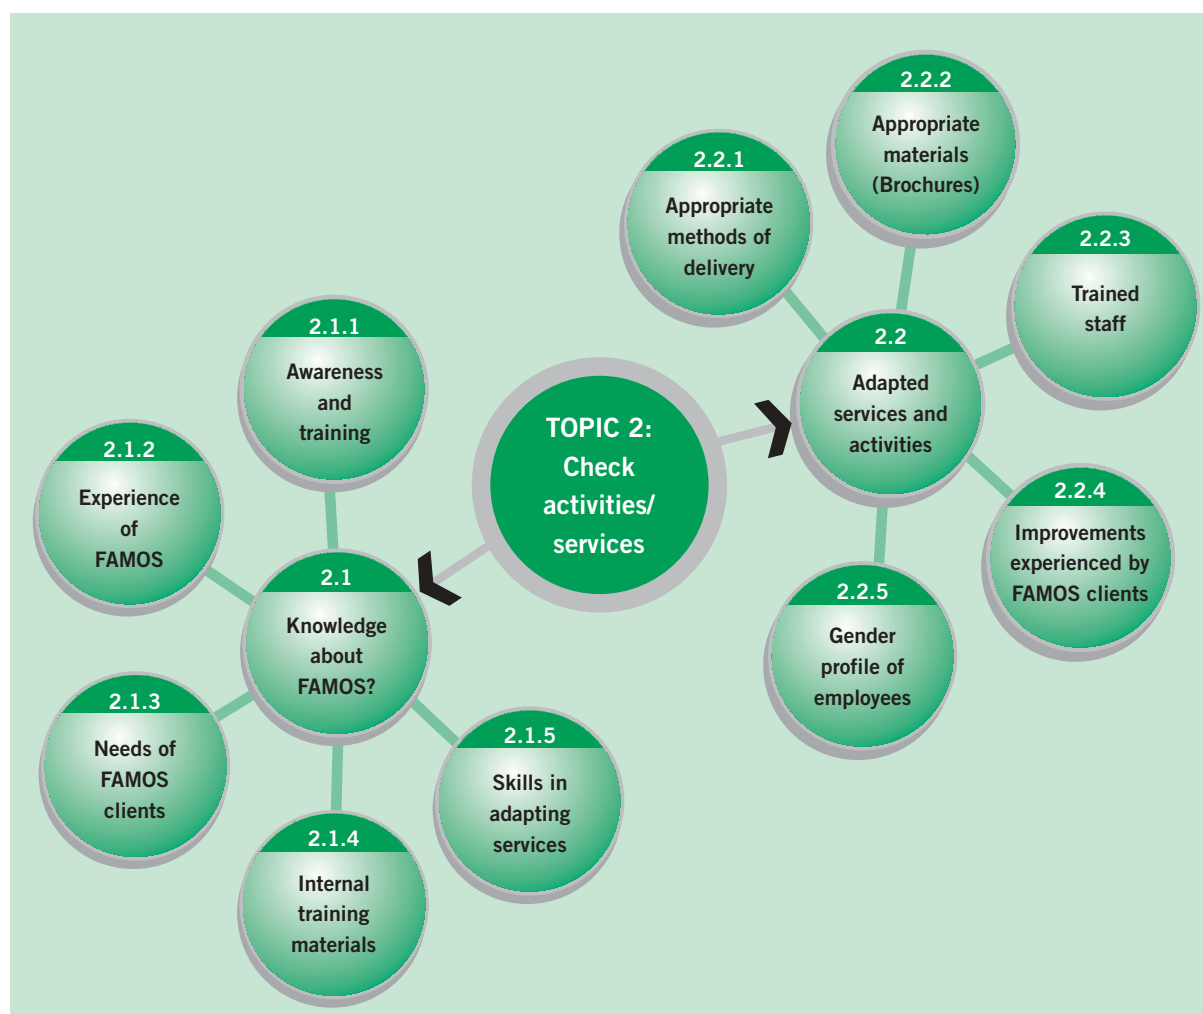 TOPIC 2:
Check
activities/
services
2.1
Knowledge
about
FAMOS?
2.1.1
Awareness
and
training
2.1.2
Experience
of
FAMOS
2.1.3
Needs of
FAMOS
clients
2.1.4
Internal
training
materials
2.1.5
Skills in
adapting
services
2.2
Adapted
services and
activities
2.2.1
Appropriate
methods of
delivery
2.2.2
Appropriate
materials
(Brochures)
2.2.3
Trained
staff
2.2.4
Improvements
experienced by
FAMOS clients
2.2.5
Gender
profile of
employees